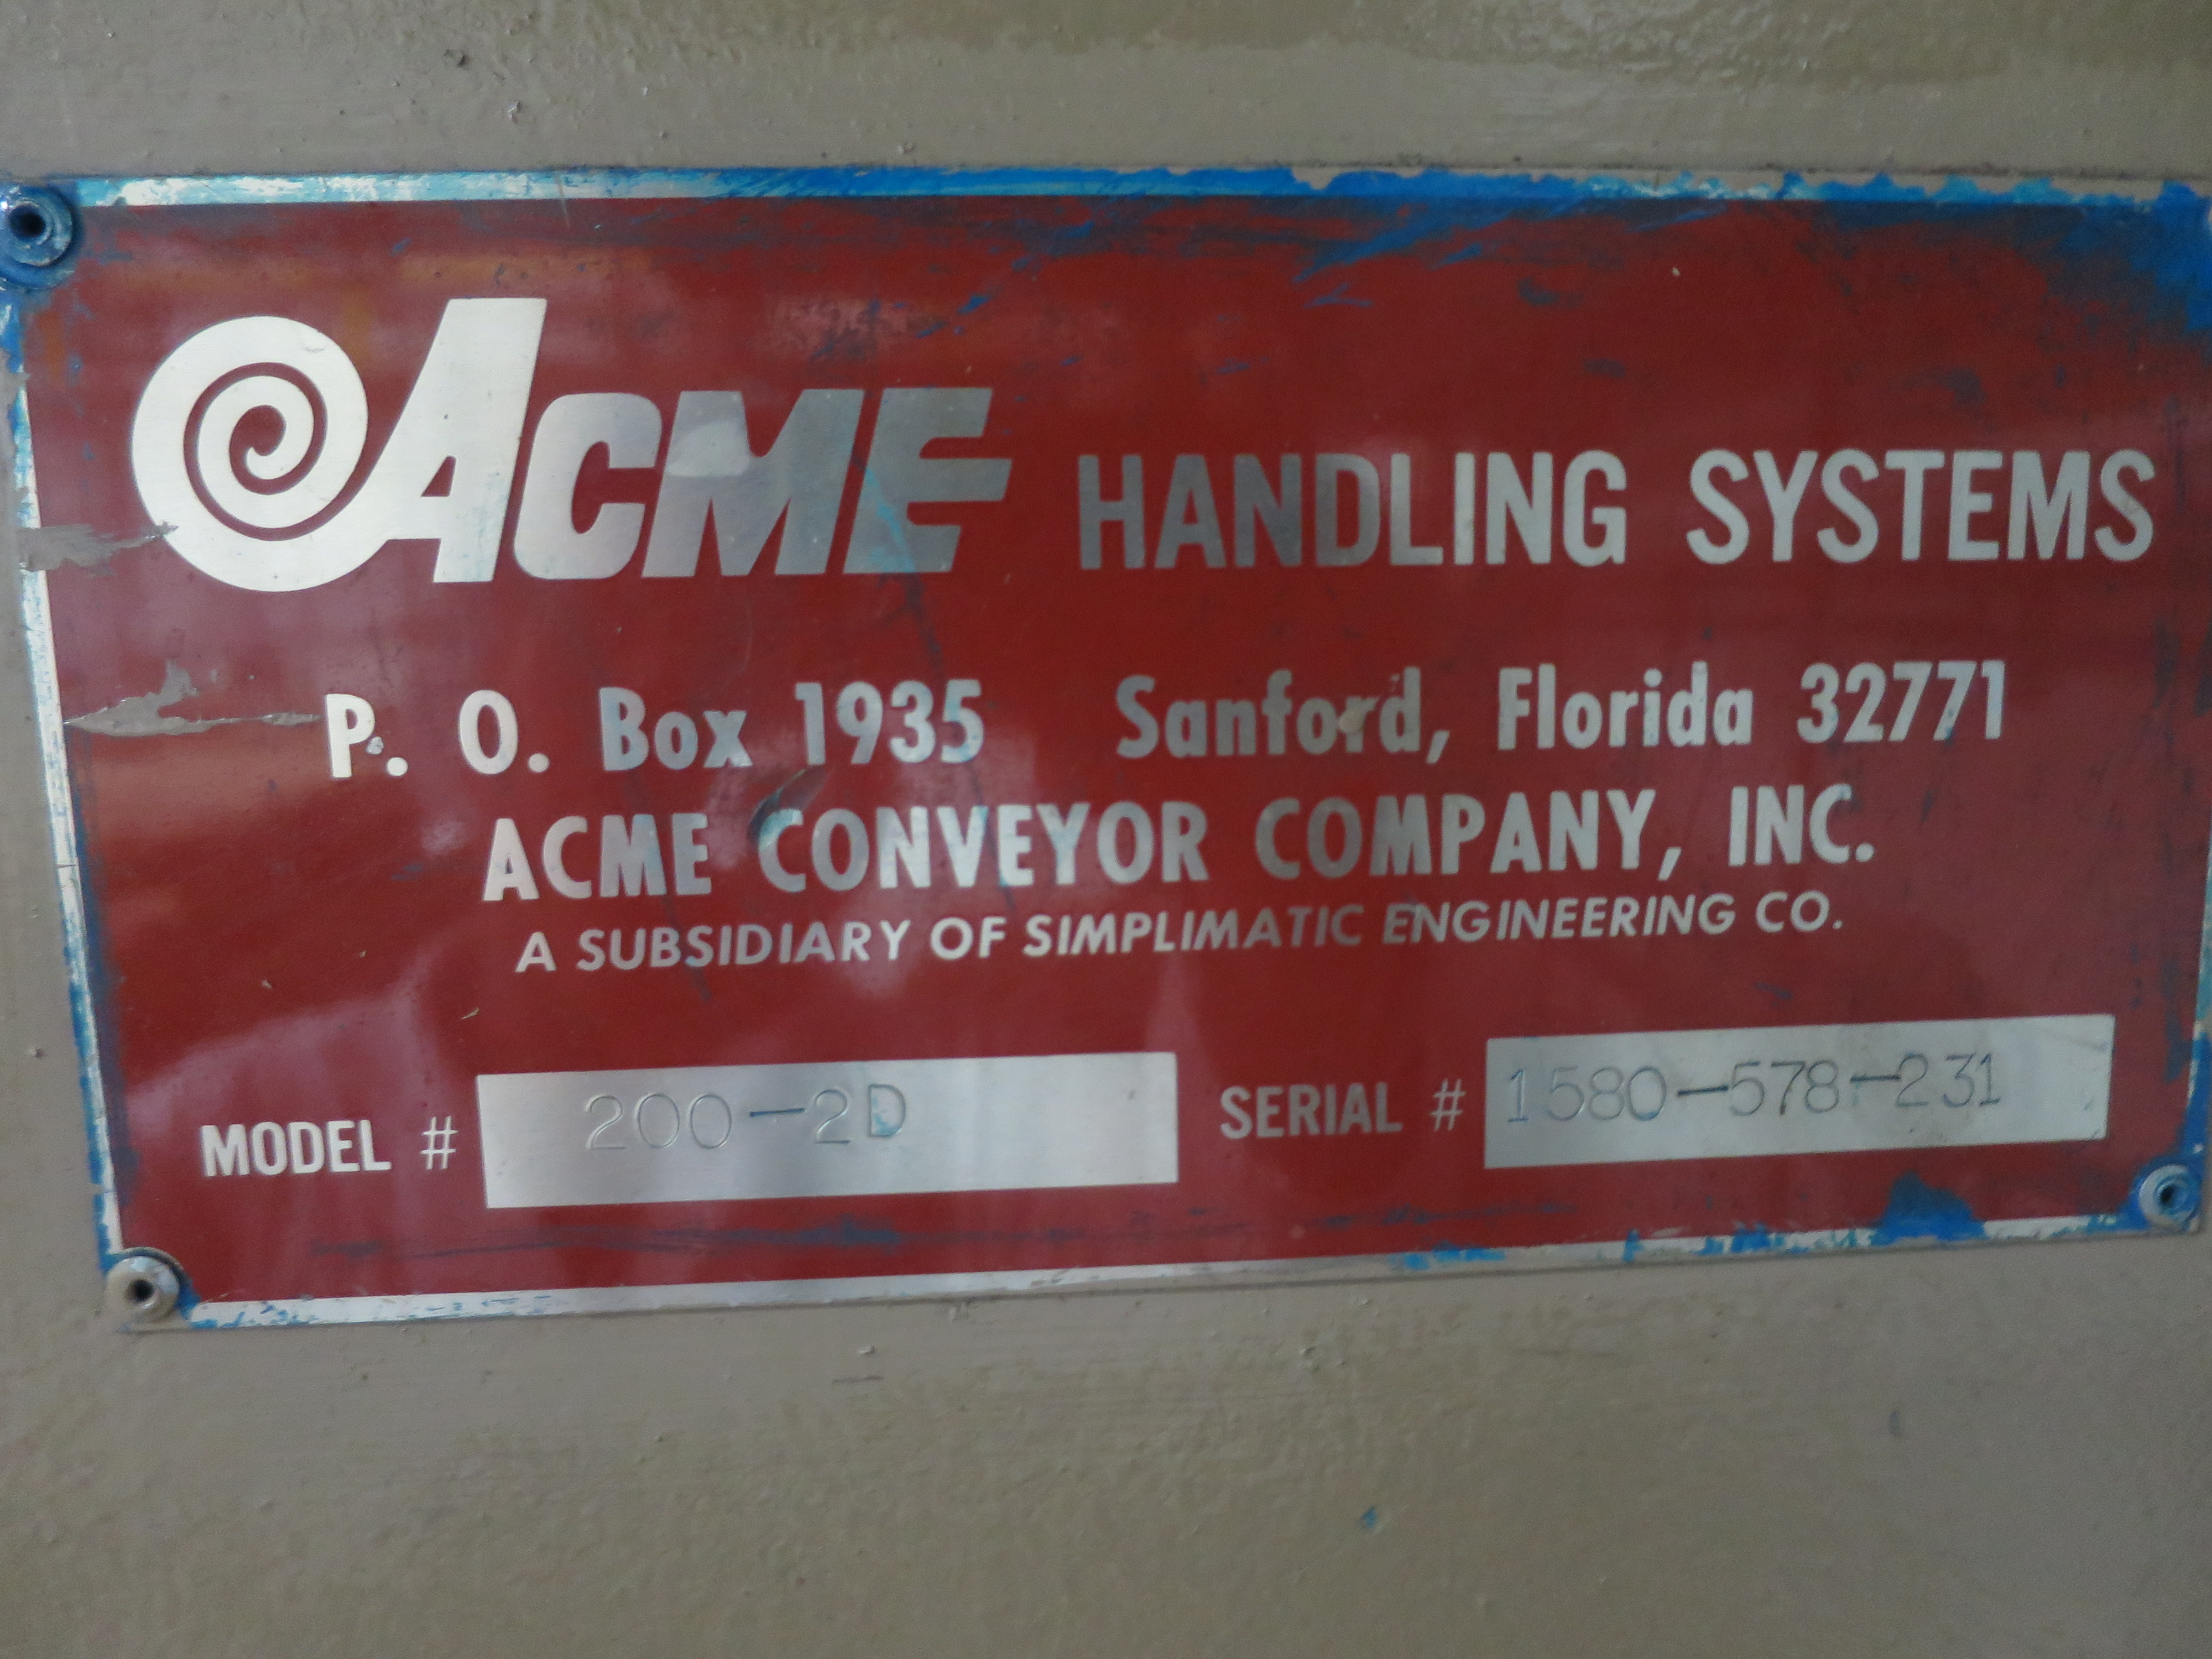 ACME HANDLING SYSTEMS
P. O. Box 1935 Sanford, Florida 32771
ACME CONVEYOR COMPANY, INC.
A SUBSIDIARY OF SIMPLIMATIC ENGINEERING CO.
MODEL # 200-2D SERIAL # 1580-578-231